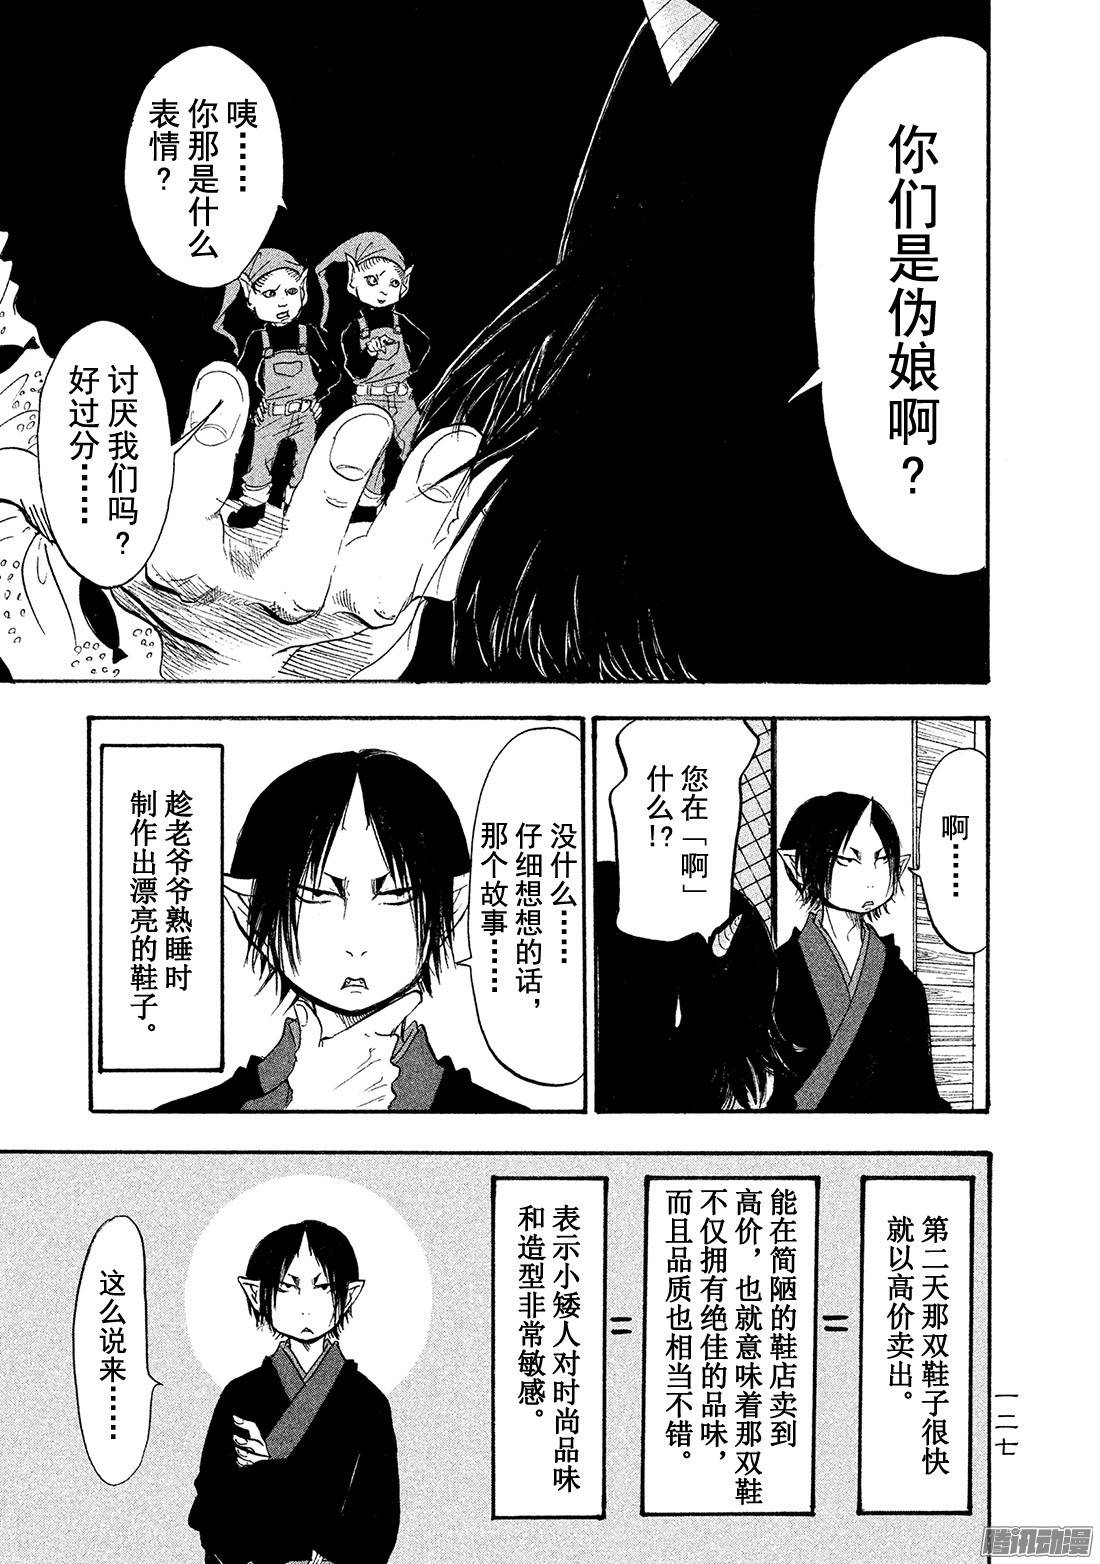 你们是伪娘啊？
咦……
你那是什么
表情？
讨厌我们吗？
好过分……
啊……
您在「啊」
什么!?
没什么……
仔细想想的话，
那个故事……
趁老爷爷熟睡时
制作出漂亮的鞋子。
第二天那双鞋子很快
就以高价卖出。
=
能在简陋的鞋店卖到
高价，也就意味着那双鞋
不仅拥有绝佳的品味，
而且品质也相当不错。
=
表示小矮人对时尚品味
和造型非常敏感。
这么说来……
一二七
腾讯动漫